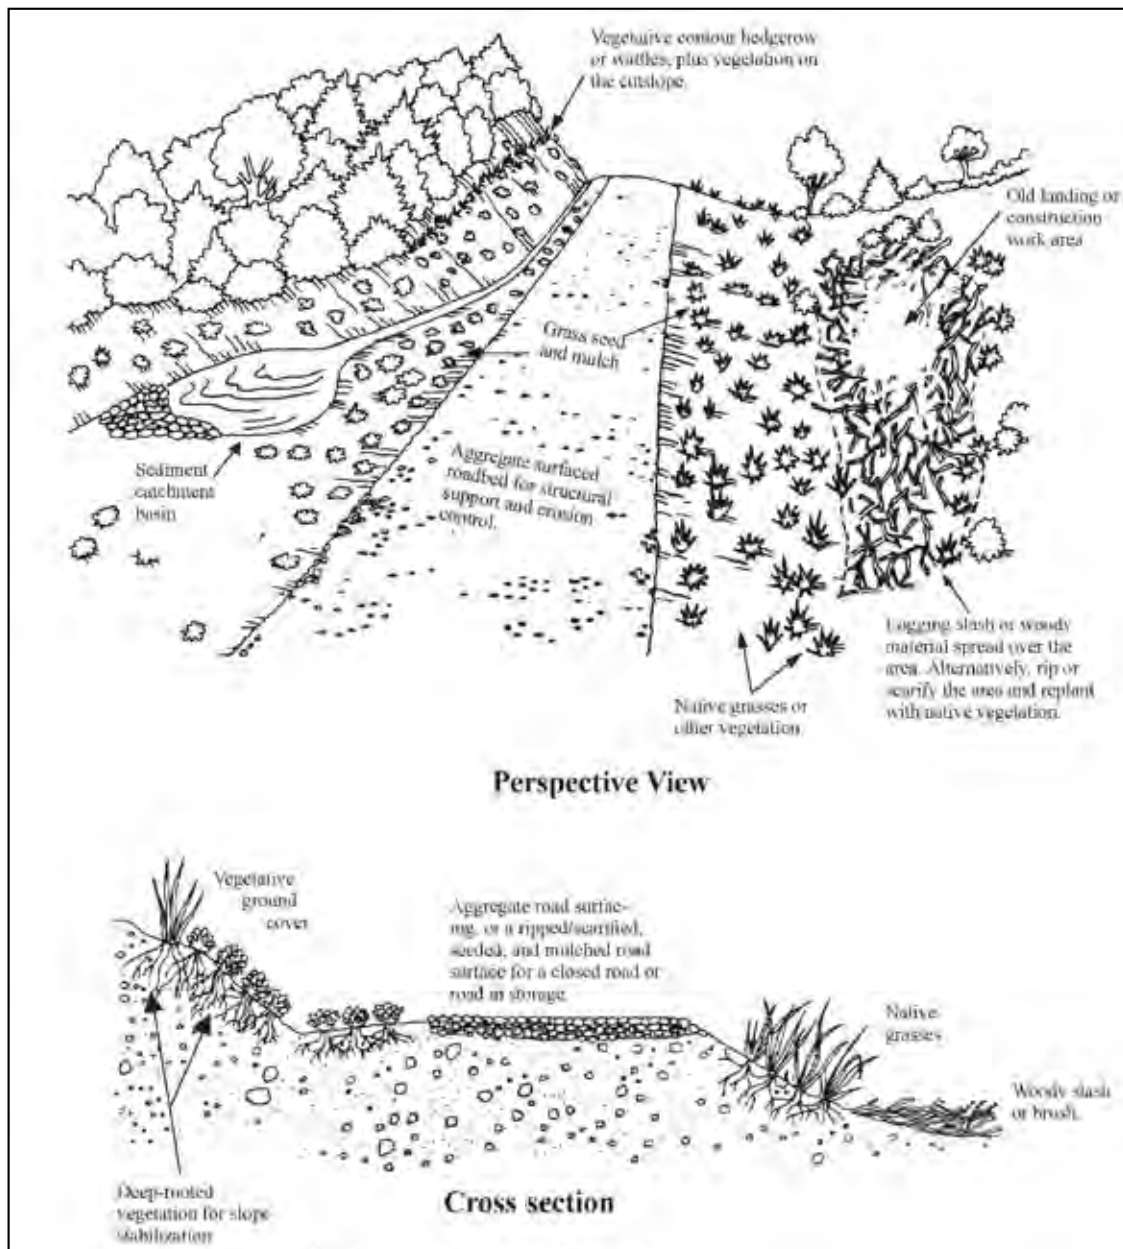 Vegetative contour hedgerow
or wattles, plus vegetation on
the cutslope.
Old landing or
construction
work area
Grass seed
and mulch
Aggregate surfaced
roadbed for structural
support and erosion
control.
Sediment
catchment
basin
Logging slash or woody
material spread over the
area. Alternatively, rip or
scarify the area and replant
with native vegetation.
Native grasses or
other vegetation
Perspective View
Vegetative
ground
cover
Aggregate road surfac-
ing, or a ripped/scarified,
seeded, and mulched road
surface for a closed road or
road in storage.
Native
grasses
Woody slash
or brush.
Deep-rooted
vegetation for slope
stabilization
Cross section